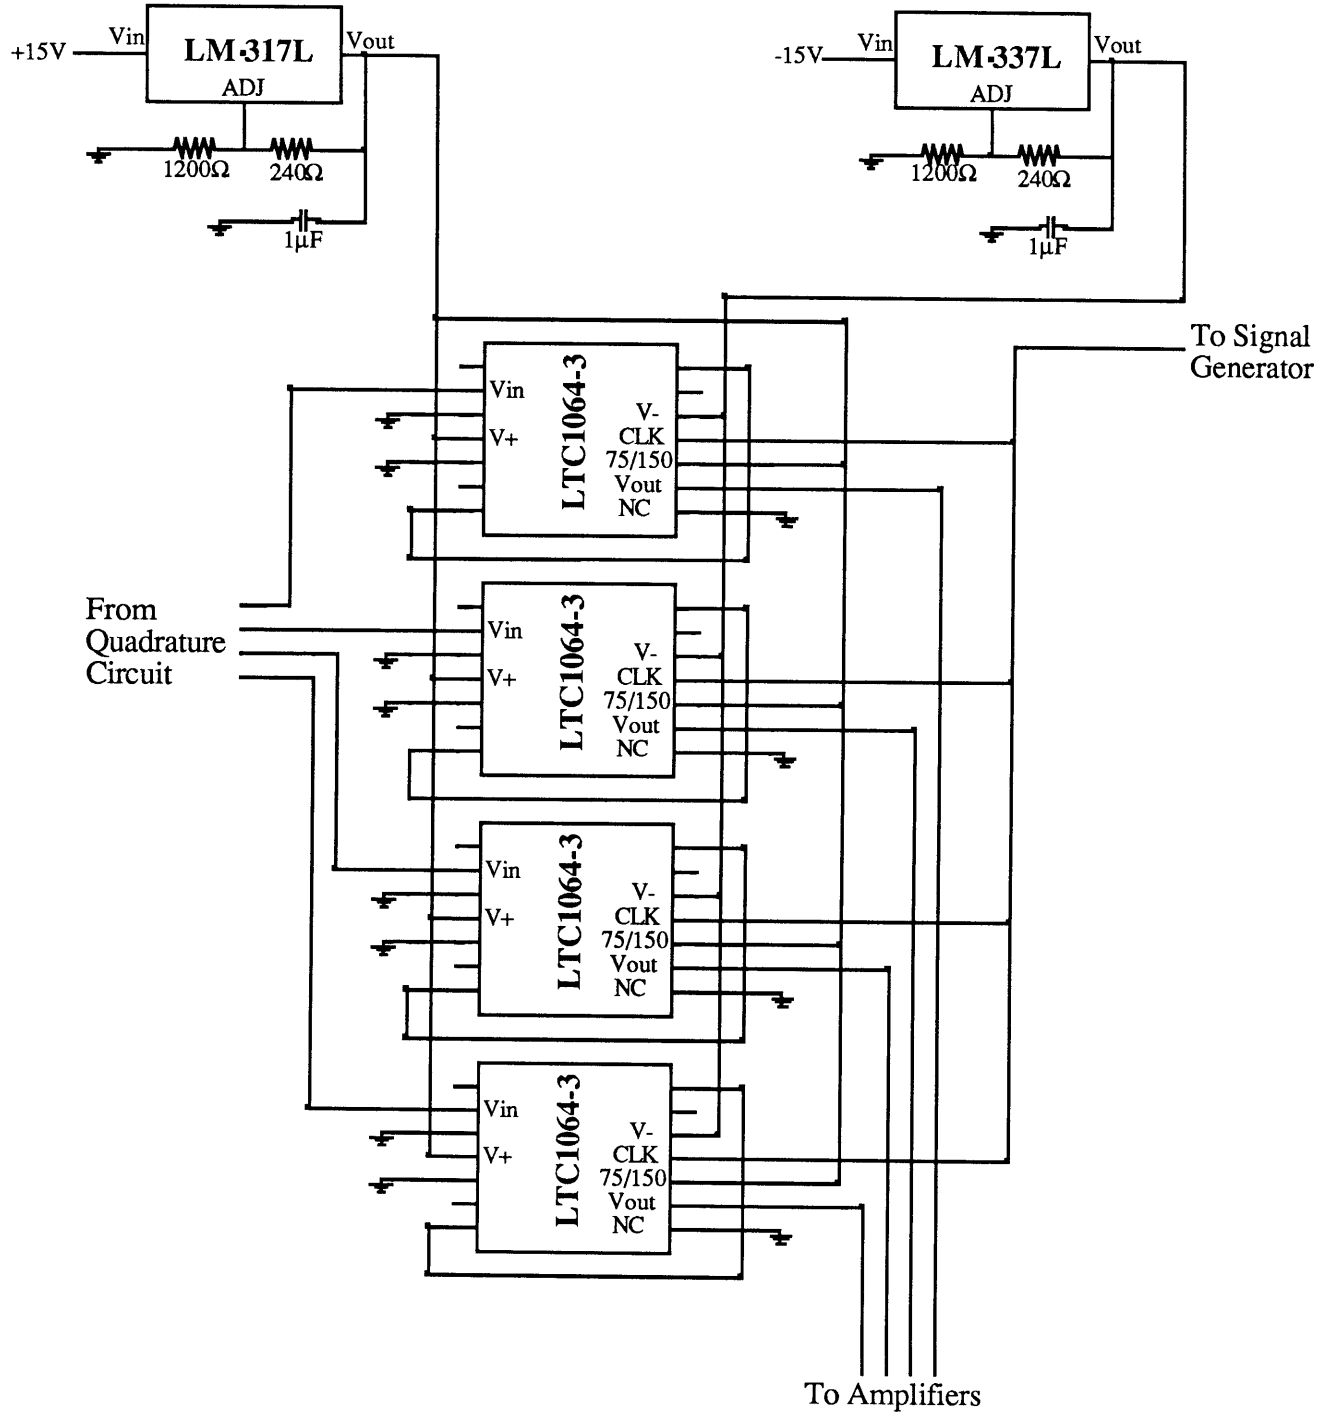 +15V
Vin
LM-317L
Vout
ADJ
1200Ω
240Ω
1µF
-15V
Vin
LM-337L
Vout
ADJ
1200Ω
240Ω
1µF
To Signal
Generator
From
Quadrature
Circuit
LTC1064-3
Vin
V+
V-
CLK
75/150
Vout
NC
LTC1064-3
Vin
V+
V-
CLK
75/150
Vout
NC
LTC1064-3
Vin
V+
V-
CLK
75/150
Vout
NC
LTC1064-3
Vin
V+
V-
CLK
75/150
Vout
NC
To Amplifiers